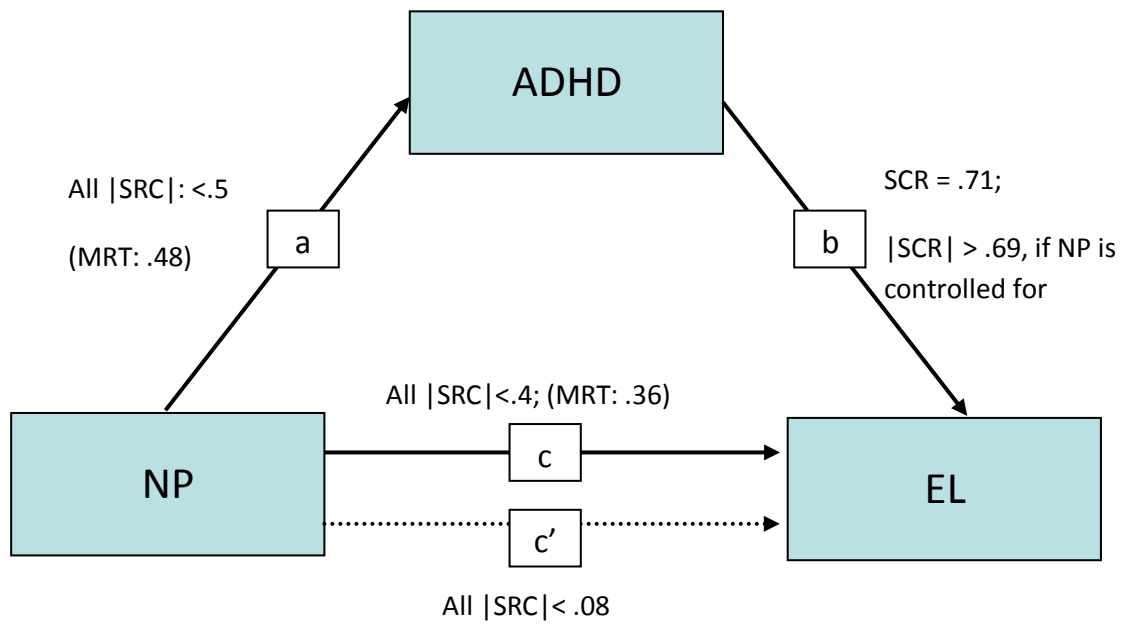 ADHD
All |SRC|: <.5
(MRT: .48)
a
SCR = .71;
b
|SCR| > .69, if NP is
controlled for
All |SRC|<.4; (MRT: .36)
NP
c
EL
c’
All |SRC|< .08